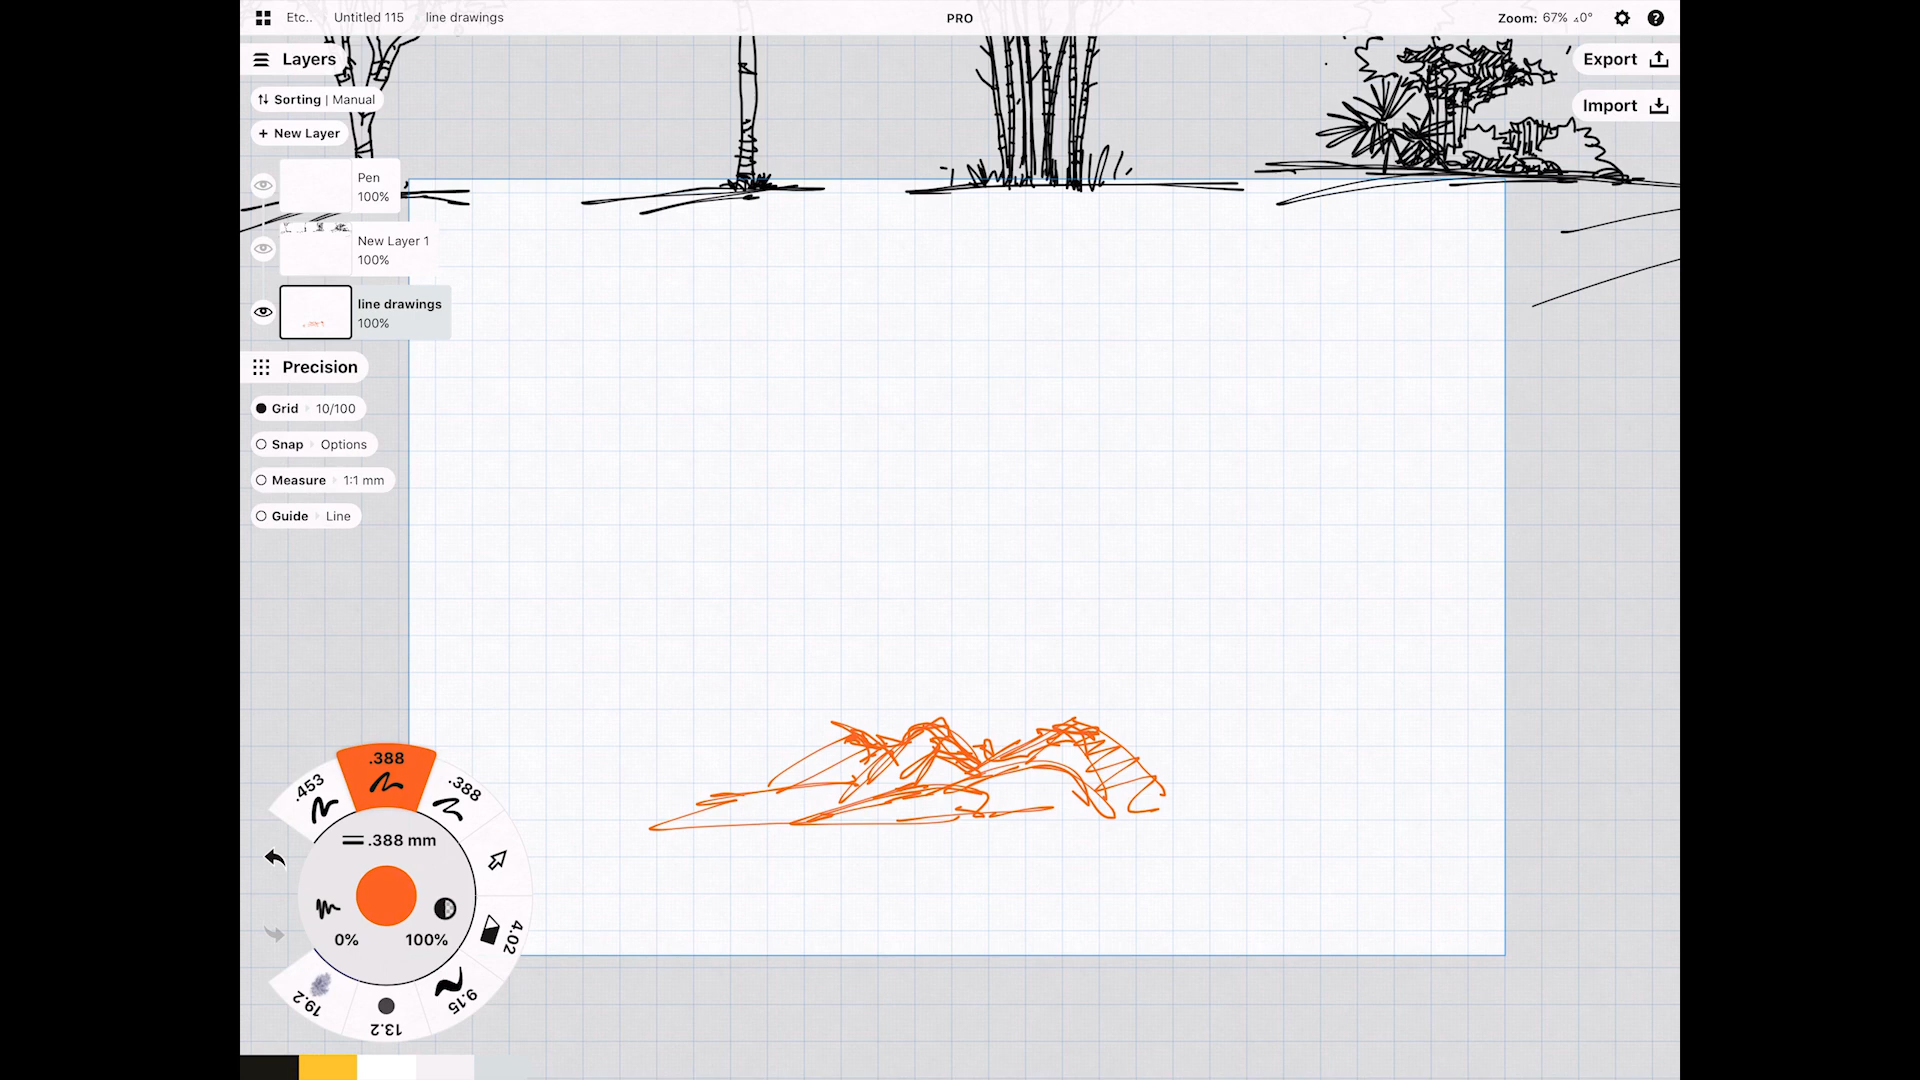 Etc.. Untitled 115 line drawings
PRO
Zoom: 67% ⊿0°
Layers
Export
Sorting | Manual
Import
+ New Layer
Pen
100%
New Layer 1
100%
line drawings
100%
Precision
Grid 10/100
Snap Options
Measure 1:1 mm
Guide Line
.453
.388
.388
.388 mm
0%
100%
4.02
9.15
13.2
19.2